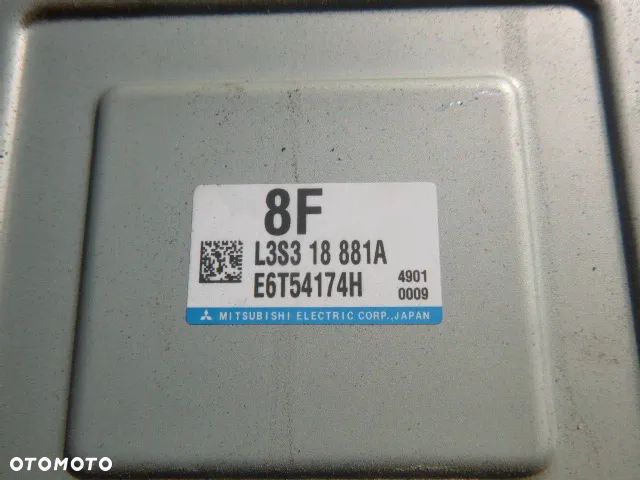 8F
L3S3 18 881A
E6T54174H 4901
0009
MITSUBISHI ELECTRIC CORP.,JAPAN
OTOMOTO